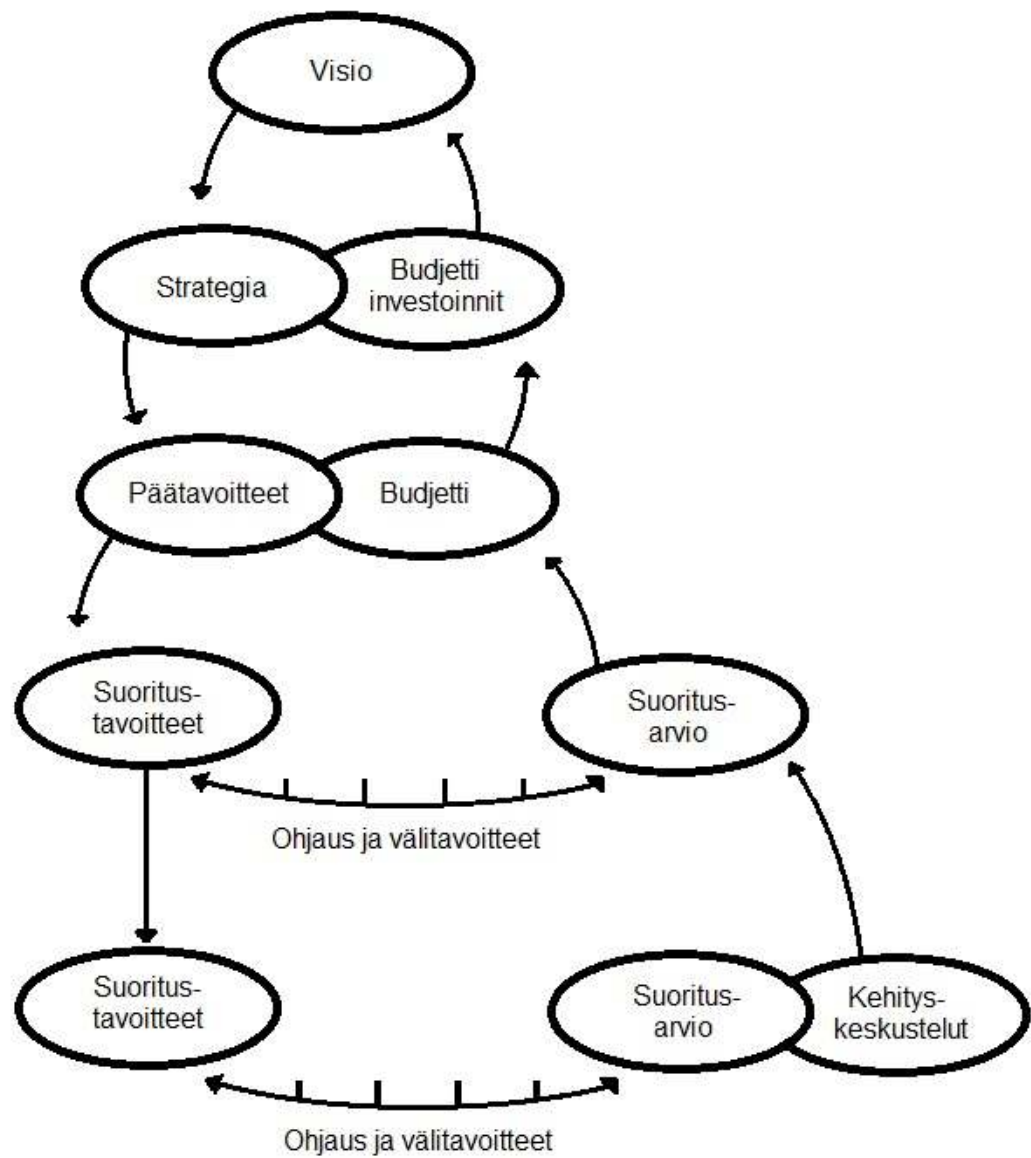 Visio
Strategia
Budjetti
investoinnit
Päätavoitteet
Budjetti
Suoritus-
tavoitteet
Suoritus-
arvio
Ohjaus ja välitavoitteet
Suoritus-
tavoitteet
Suoritus-
arvio
Kehitys-
keskustelut
Ohjaus ja välitavoitteet